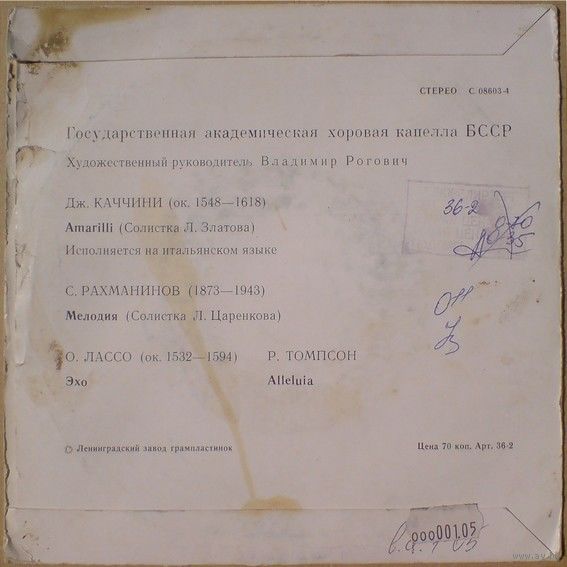 СТЕРЕО С 08603-4
Государственная академическая хоровая капелла БССР
Художественный руководитель Владимир Рогович
Дж. КАЧЧИНИ (ок. 1548—1618)
Amarilli (Солистка Л. Златова)
Исполняется на итальянском языке
36-2
С. РАХМАНИНОВ (1873—1943)
Мелодия (Солистка Л. Царенкова)
О. ЛАССО (ок. 1532—1594) Р. ТОМПСОН
Эхо Alleluia
Ленинградский завод грампластинок Цена 70 коп. Арт. 36-2
ооо001.05